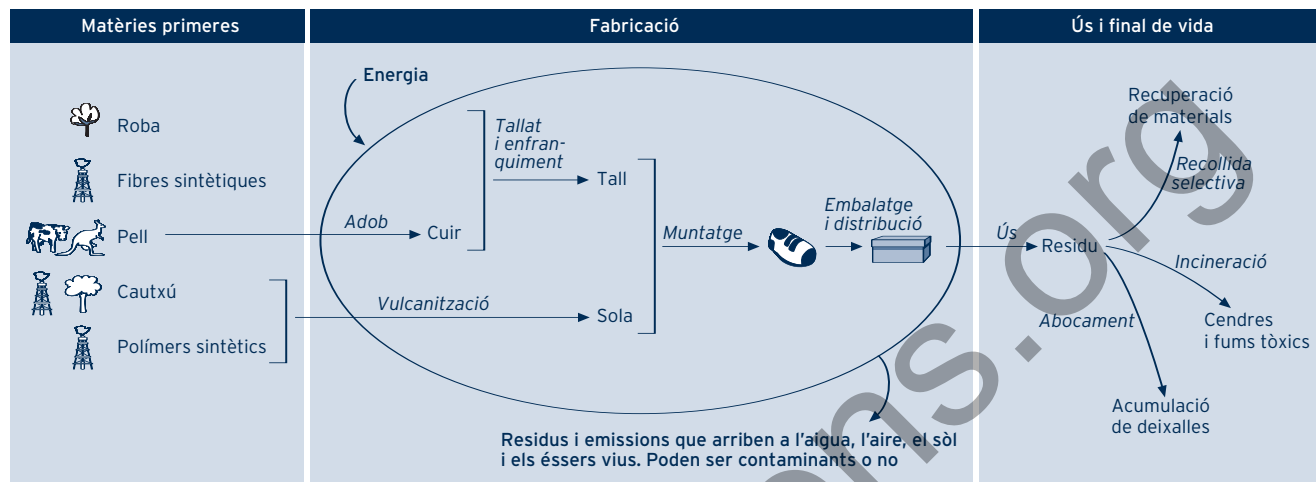 Matèries primeres
Roba
Fibres sintètiques
Pell
Cautxú
Polímers sintètics
Fabricació
Energia
Adob
Cuir
Tallat
i enfran-
quiment
Tall
Vulcanització
Sola
Muntatge
Embalatge
i distribució
Residus i emissions que arriben a l'aigua, l'aire, el sòl
i els éssers vius. Poden ser contaminants o no
Ús i final de vida
Ús
Residu
Recuperació
de materials
Recollida
selectiva
Incineració
Cendres
i fums tòxics
Abocament
Acumulació
de deixalles
ns.org